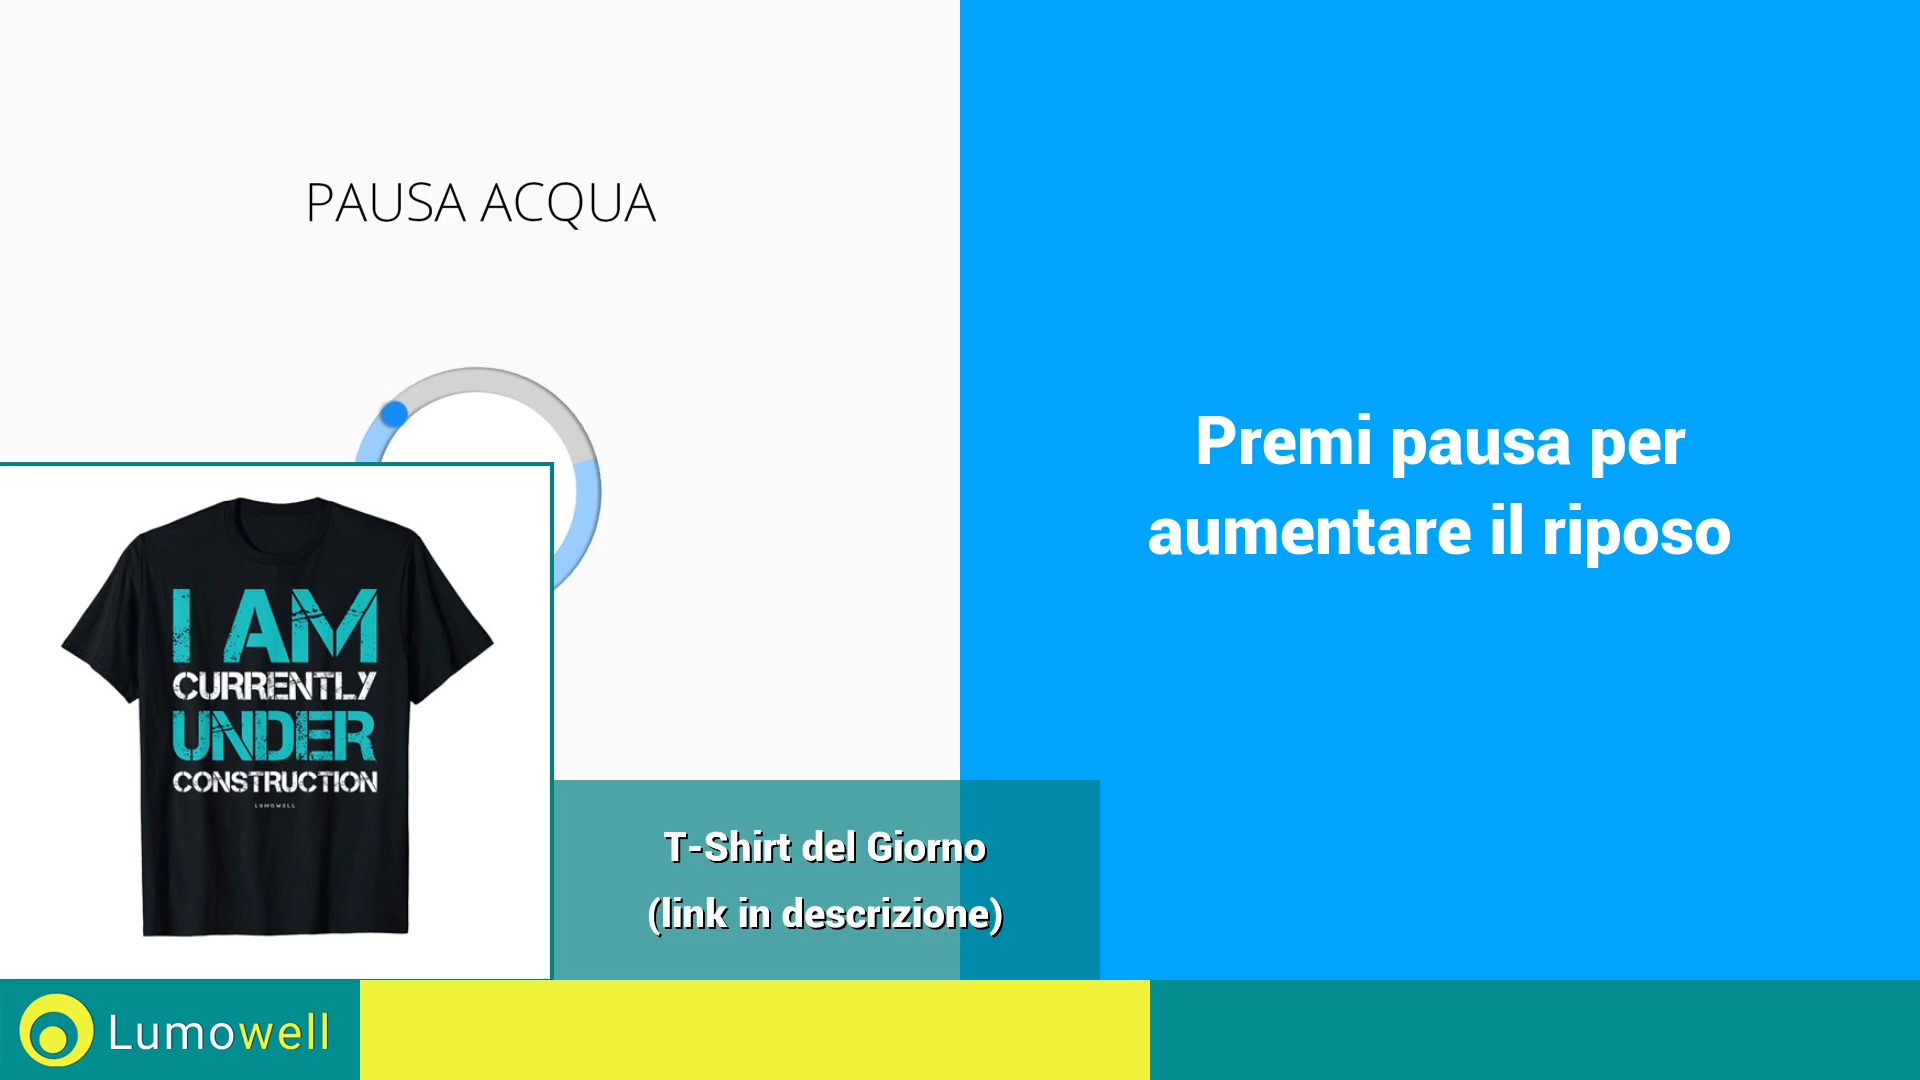 PAUSA ACQUA
Premi pausa per
aumentare il riposo
I AM
CURRENTLY
UNDER
CONSTRUCTION
LUMOWELL
T-Shirt del Giorno
(link in descrizione)
Lumowell